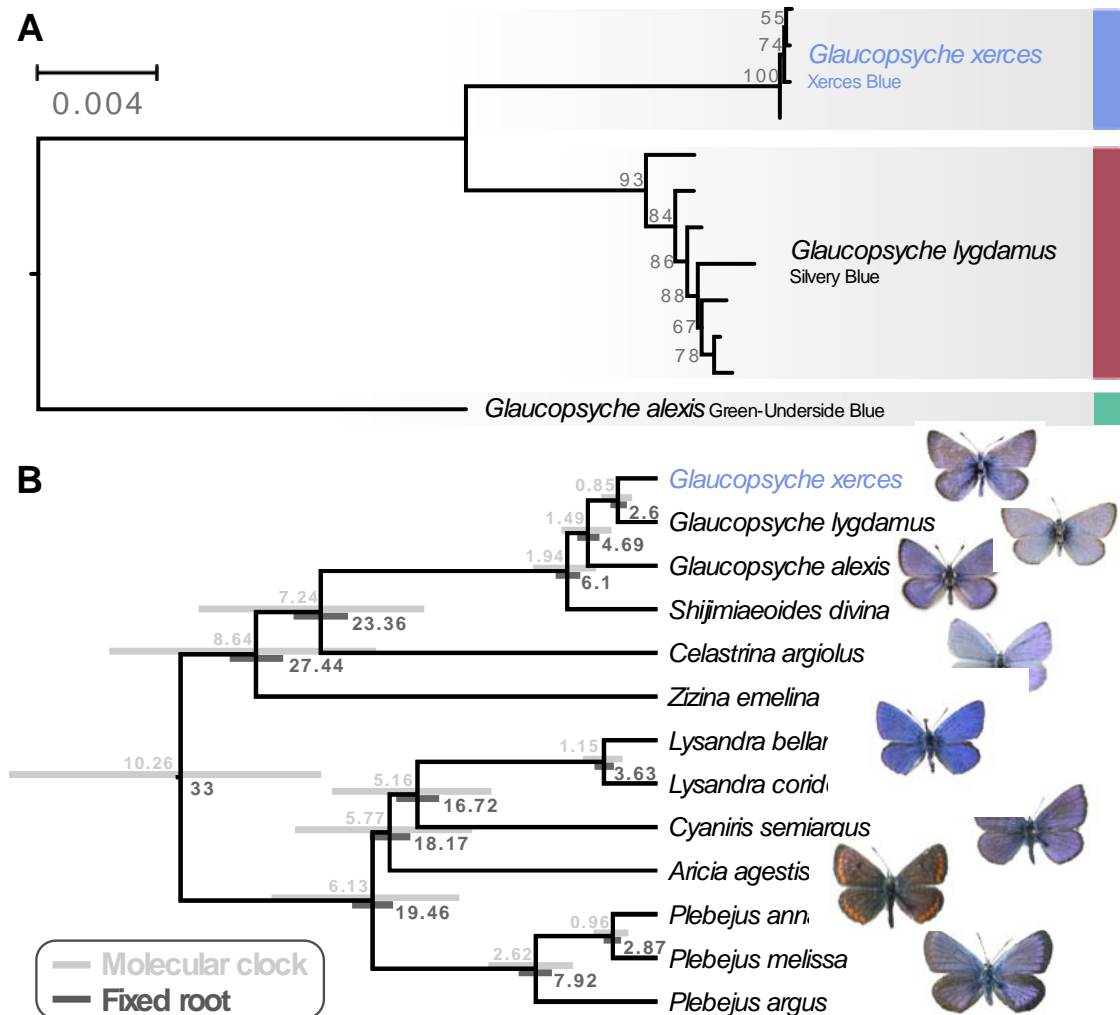 A
0.004
55
74
100
Glaucopsyche xerces
Xerces Blue
93
84
86
88
67
78
Glaucopsyche lygdamus
Silvery Blue
Glaucopsyche alexis Green-Underside Blue
B
0.85
2.6
1.49
4.69
1.94
6.1
7.24
23.36
8.64
27.44
10.26
33
1.15
3.63
5.16
16.72
5.77
18.17
6.13
19.46
0.96
2.87
2.62
7.92
Glaucopsyche xerces
Glaucopsyche lygdamus
Glaucopsyche alexis
Shijimiaeoides divina
Celastrina argiolus
Zizina emelina
Lysandra
Lysandra
Cyaniris semiargus
Aricia agestis
Plebejus
Plebejus melissa
Plebejus argus
Molecular clock
Fixed root